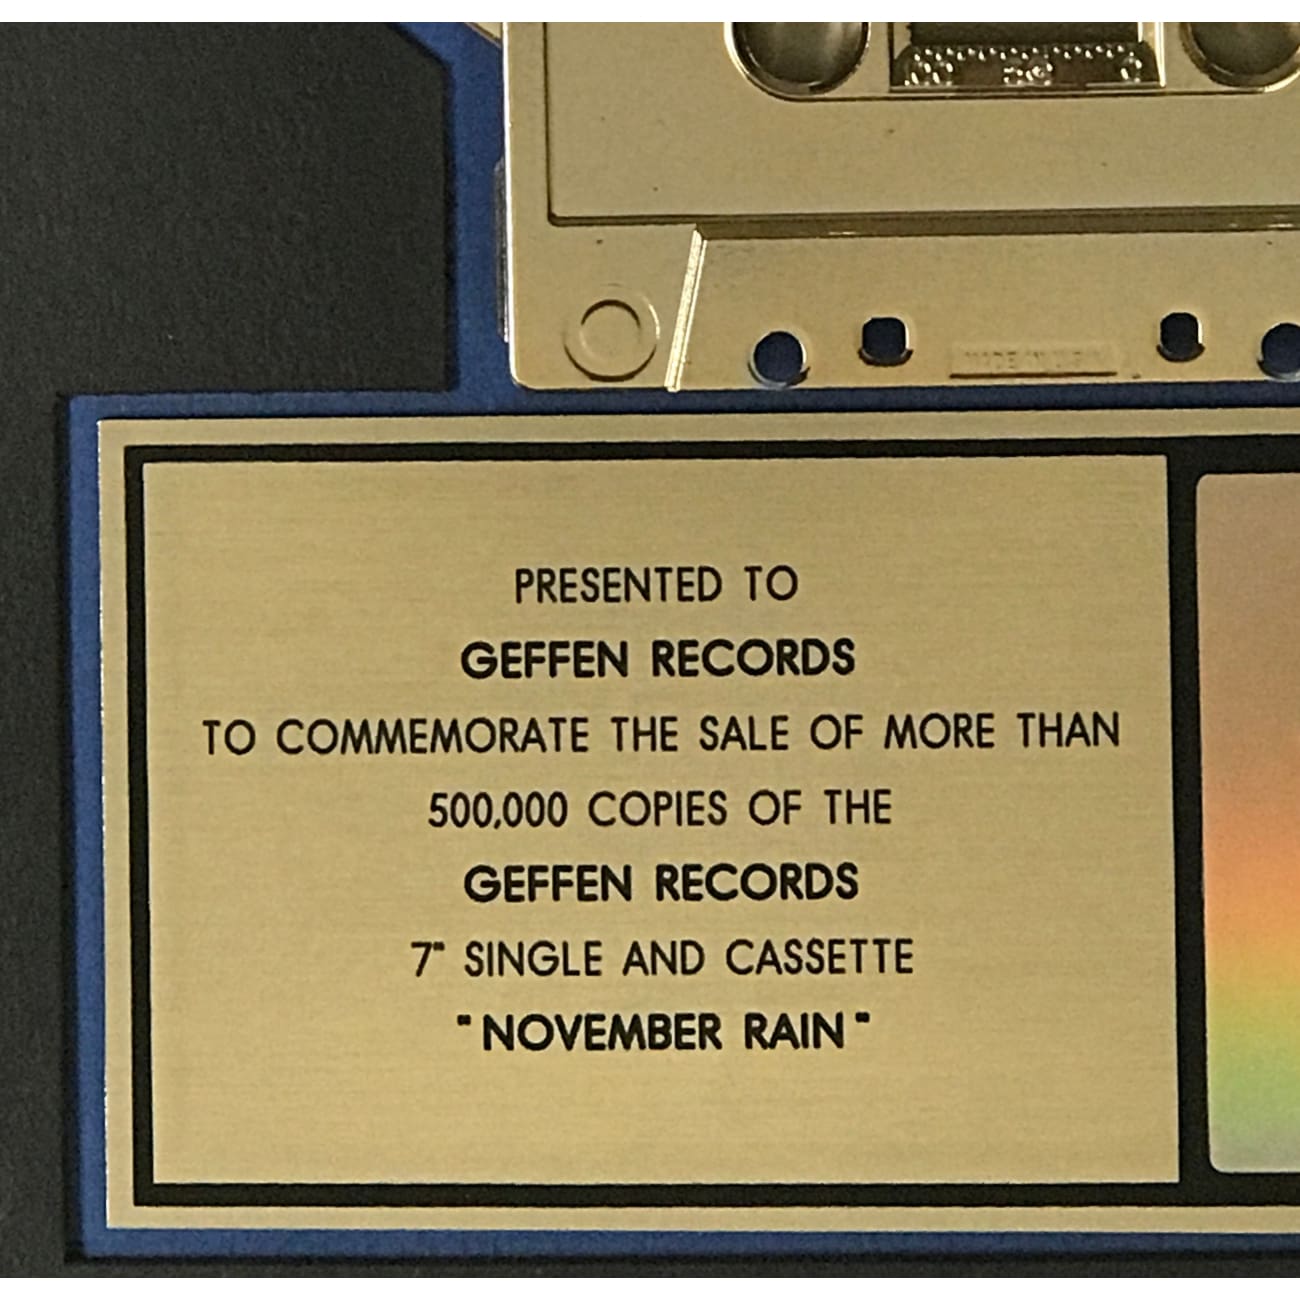 PRESENTED TO
GEFFEN RECORDS
TO COMMEMORATE THE SALE OF MORE THAN
500,000 COPIES OF THE
GEFFEN RECORDS
7" SINGLE AND CASSETTE
"NOVEMBER RAIN"